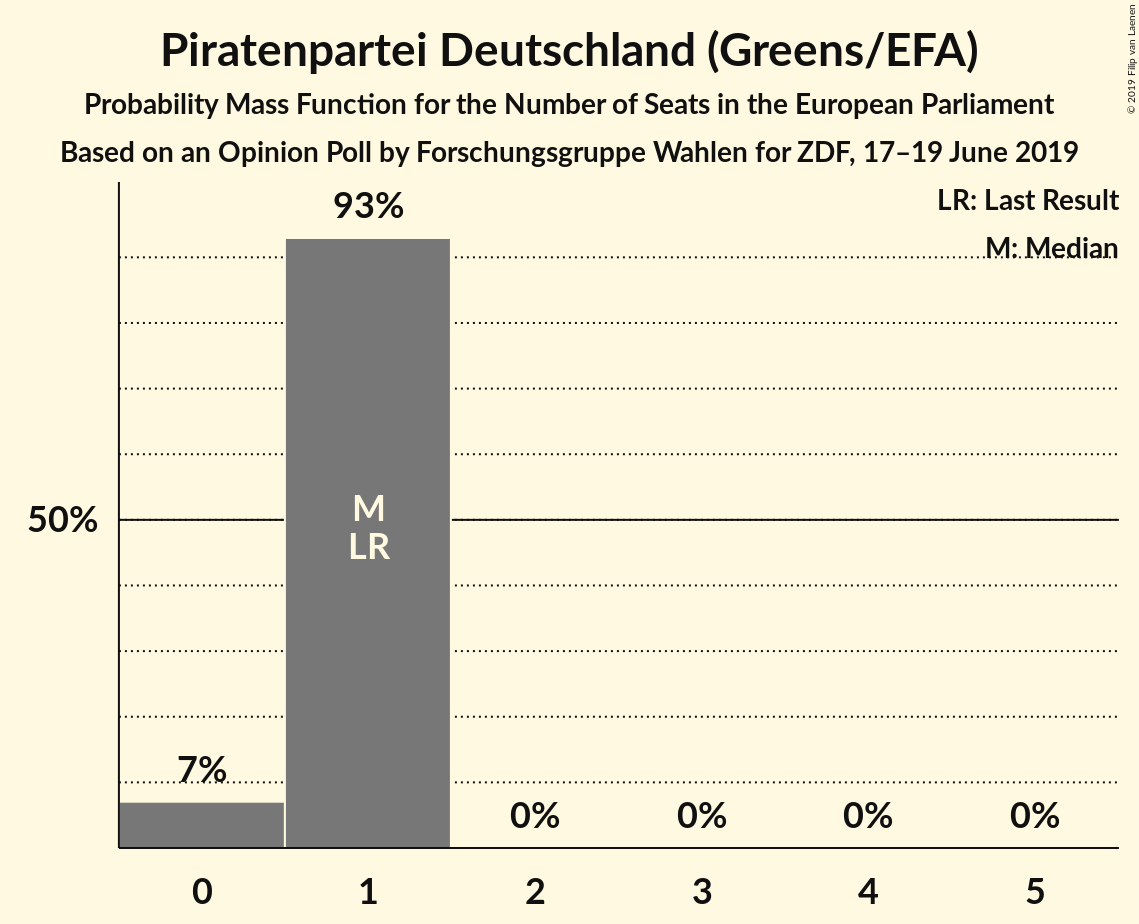 Piratenpartei Deutschland (Greens/EFA)
Probability Mass Function for the Number of Seats in the European Parliament
Based on an Opinion Poll by Forschungsgruppe Wahlen for ZDF, 17–19 June 2019
© 2019 Filip van Laenen
LR: Last Result
M: Median
93%
50%
M
LR
7%
0%
0%
0%
0%
0
1
2
3
4
5